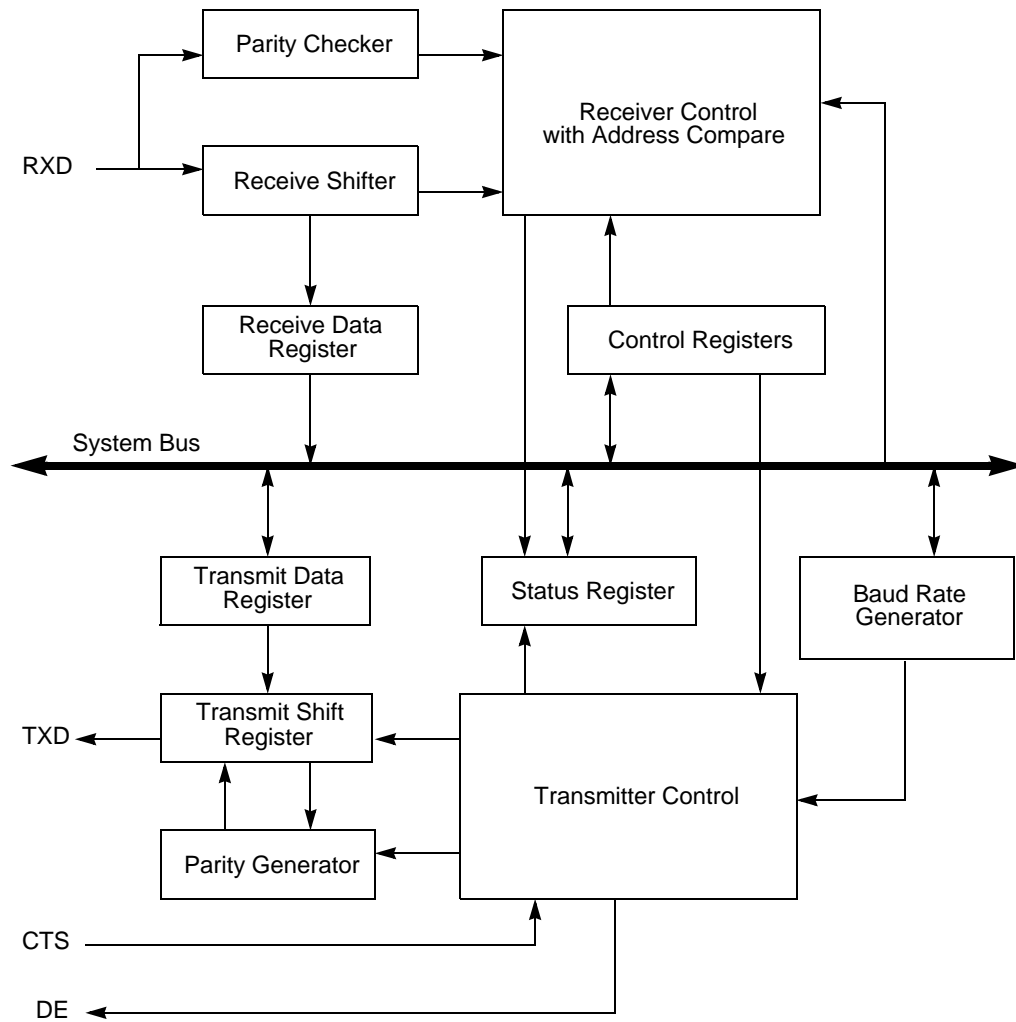 Parity Checker
Receiver Control
with Address Compare
RXD
Receive Shifter
Receive Data
Register
Control Registers
System Bus
Transmit Data
Register
Status Register
Baud Rate
Generator
Transmit Shift
Register
TXD
Transmitter Control
Parity Generator
CTS
DE